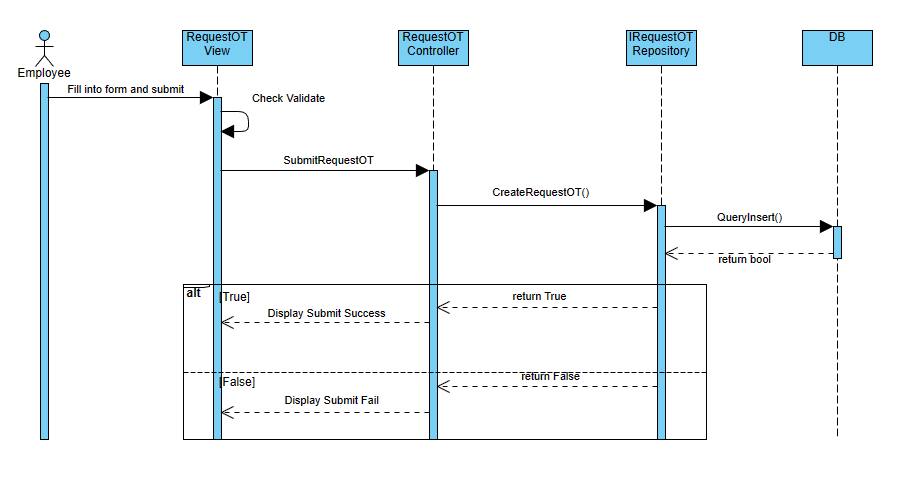 RequestOT
View
RequestOT
Controller
IRequestOT
Repository
DB
Employee
Fill into form and submit
Check Validate
SubmitRequestOT
CreateRequestOT()
QueryInsert()
return bool
alt
[True]
return True
Display Submit Success
return False
[False]
Display Submit Fail